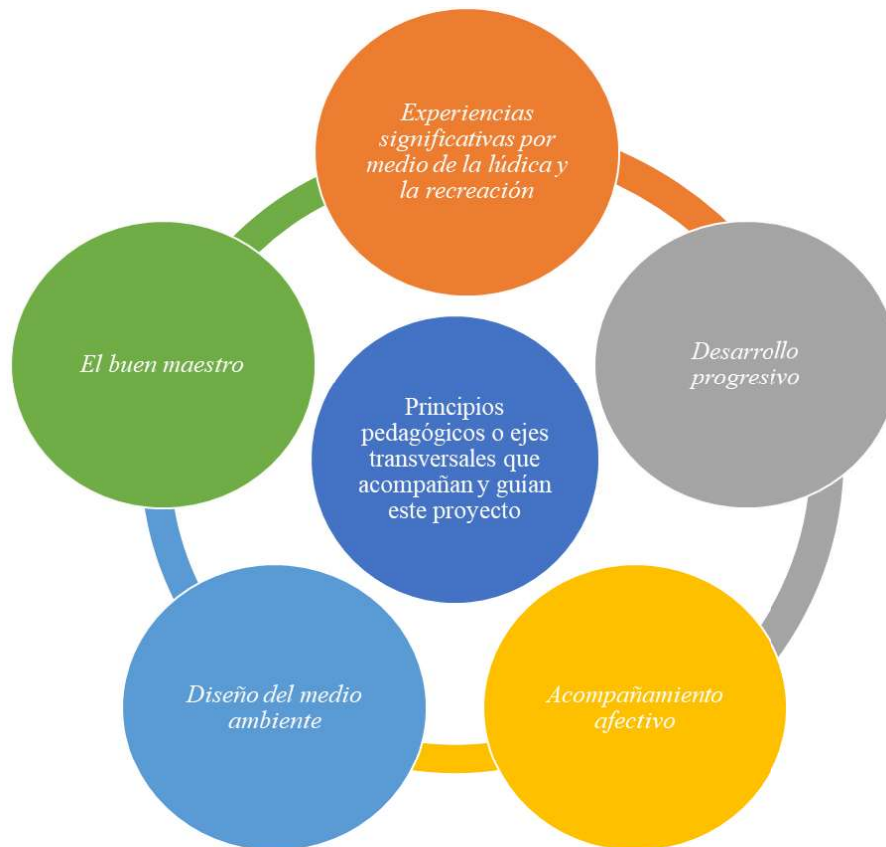 Experiencias
significativas por
medio de la lúdica y
la recreación
El buen maestro
Desarrollo
progresivo
Principios
pedagógicos o ejes
transversales que
acompañan y guían
este proyecto
Diseño del medio
ambiente
Acompañamiento
afectivo